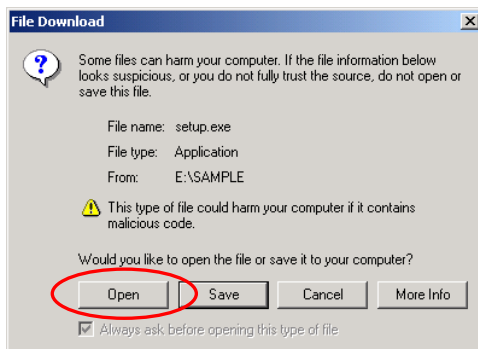 File Download
Some files can harm your computer. If the file information below
looks suspicious, or you do not fully trust the source, do not open or
save this file.
File name: setup.exe
File type: Application
From: E:\SAMPLE
This type of file could harm your computer if it contains
malicious code.
Would you like to open the file or save it to your computer?
Open Save Cancel More Info
Always ask before opening this type of file